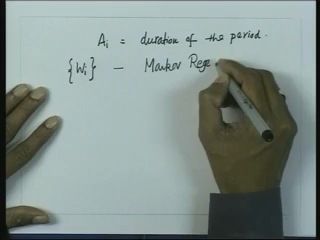 Ai = duration of the period.
{Wi} – Markov Rege